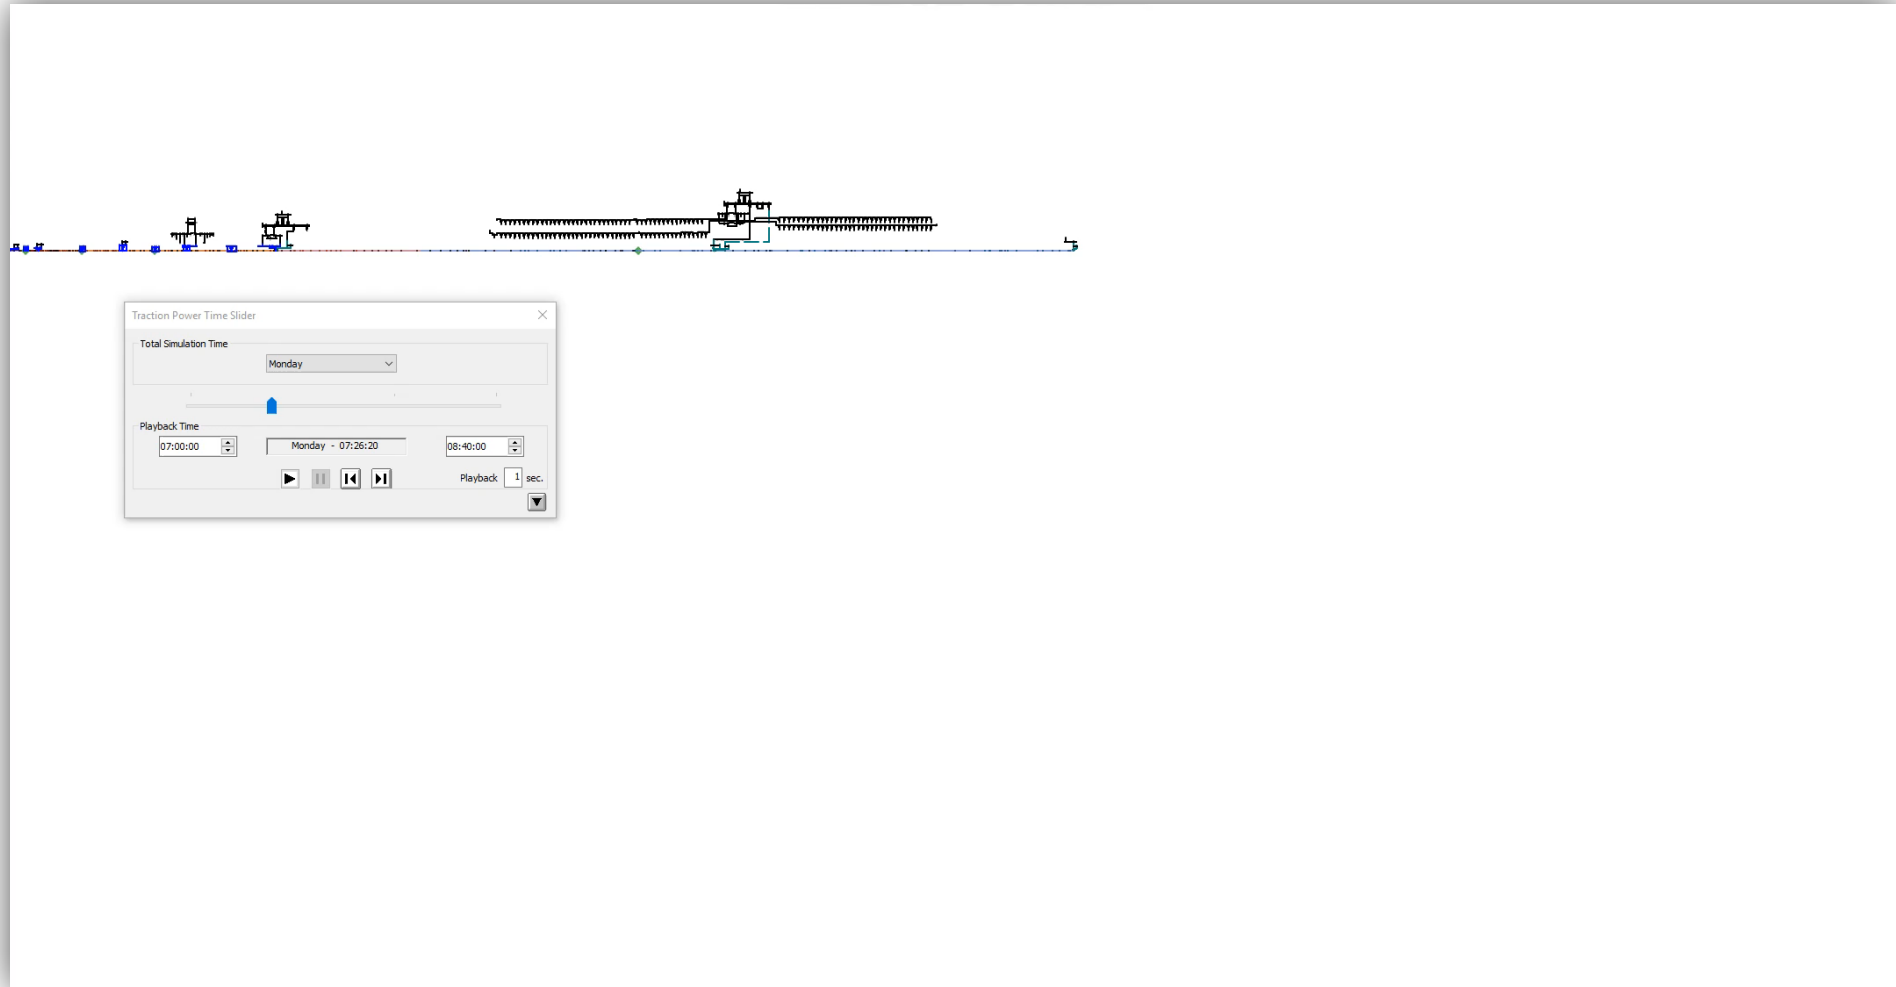 Traction Power Time Slider
Total Simulation Time
Monday
Playback Time
07:00:00
Monday - 07:26:20
08:40:00
Playback 1 sec.